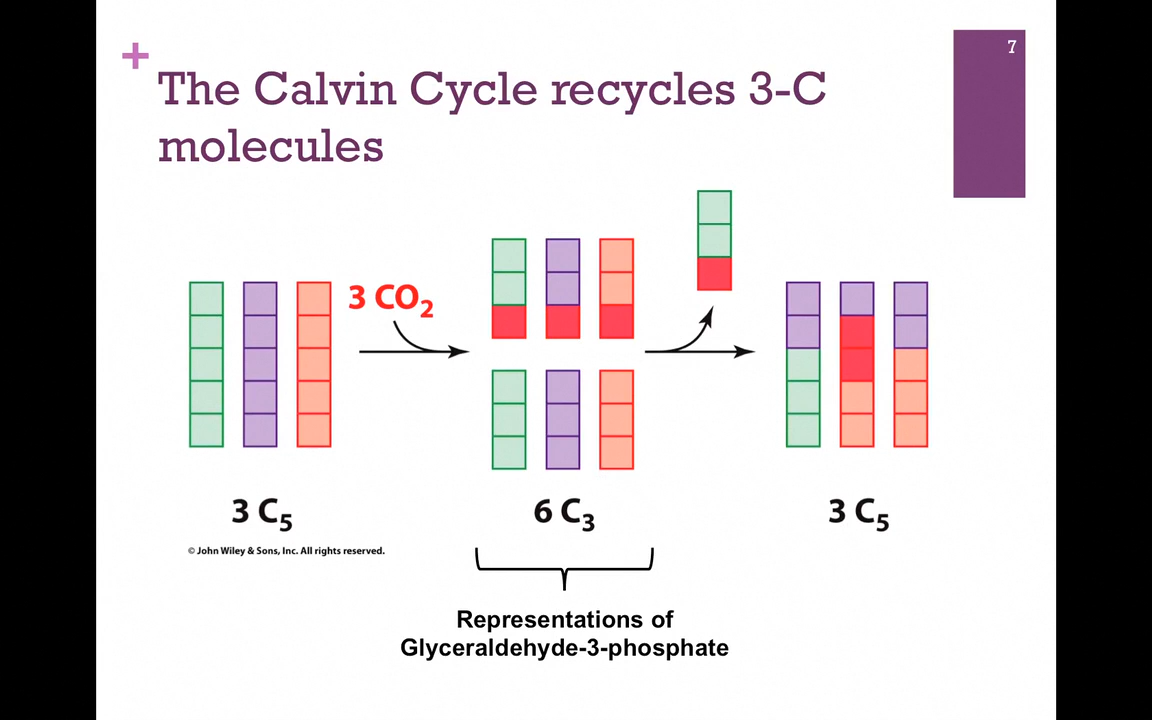 7
+
The Calvin Cycle recycles 3-C
molecules
3 CO₂
3 C₅
6 C₃
3 C₅
© John Wiley & Sons, Inc. All rights reserved.
Representations of
Glyceraldehyde-3-phosphate